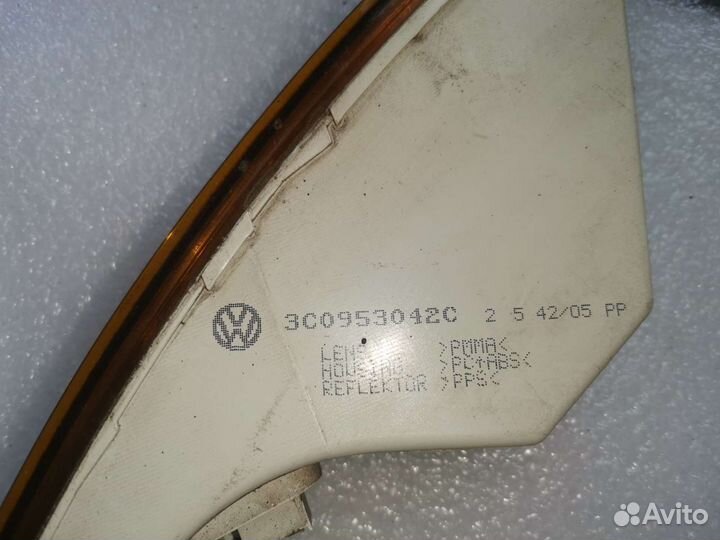 3C0953042C 2 5 42/05 PP
LENS >PMMA<
HOUSING >PC+ABS<
REFLEKTOR >PPS<
Avito